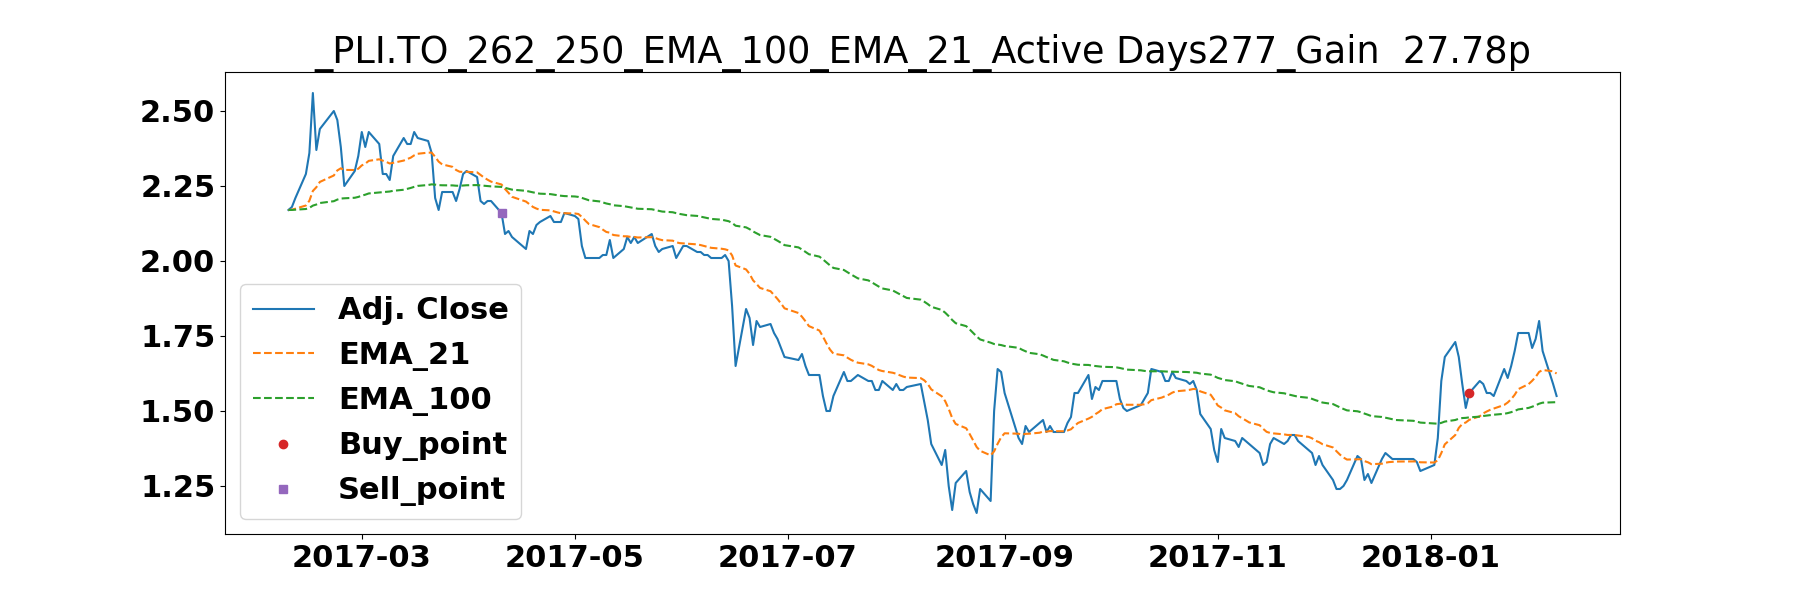 _PLI.TO_262_250_EMA_100_EMA_21_Active Days277_Gain  27.78p
2.50
2.25
2.00
1.75
1.50
1.25
Adj. Close
EMA_21
EMA_100
Buy_point
Sell_point
2017-03 2017-05 2017-07 2017-09 2017-11 2018-01